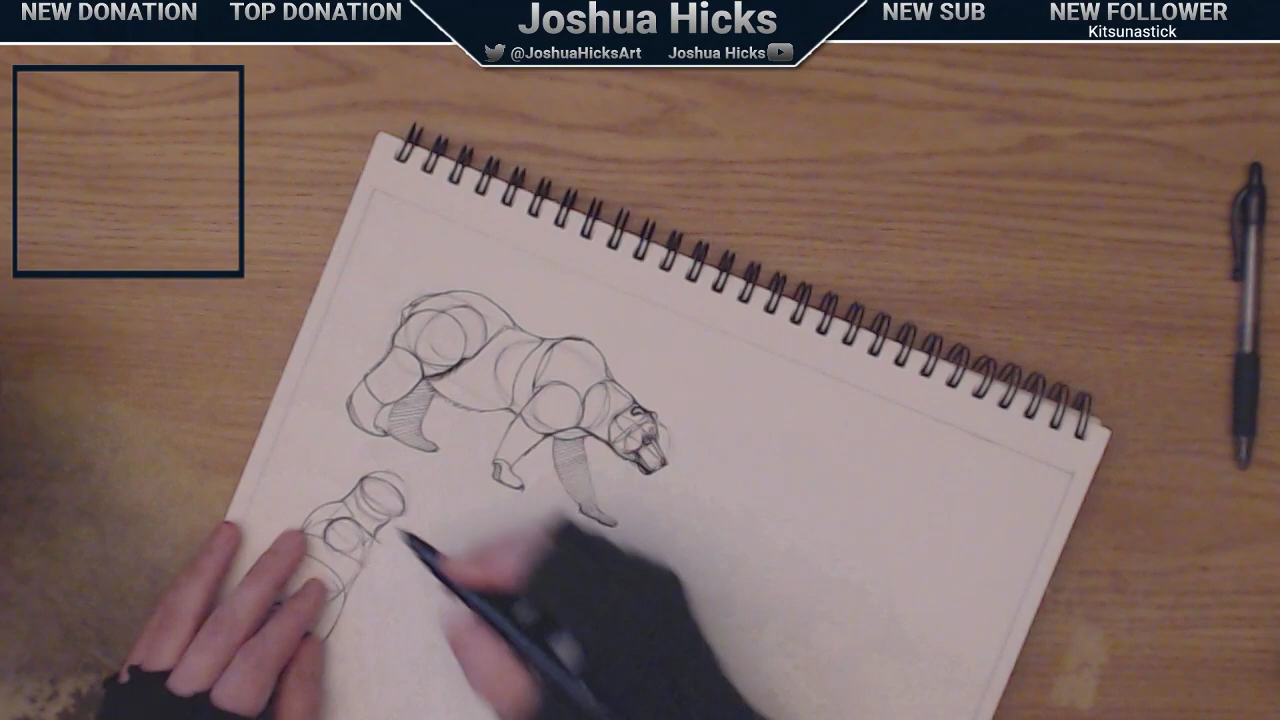 NEW DONATION
TOP DONATION
Joshua Hicks
@JoshuaHicksArt
Joshua Hicks
NEW SUB
NEW FOLLOWER
Kitsunastick